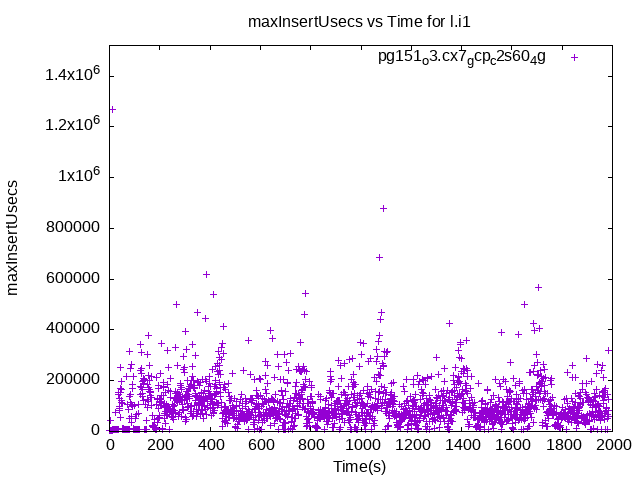 maxInsertUsecs vs Time for l.i1
pg151o3.cx7gcpc2s604g
1.4x10^6
1.2x10^6
1x10^6
800000
600000
400000
200000
0
maxInsertUsecs
0 200 400 600 800 1000 1200 1400 1600 1800 2000
Time(s)